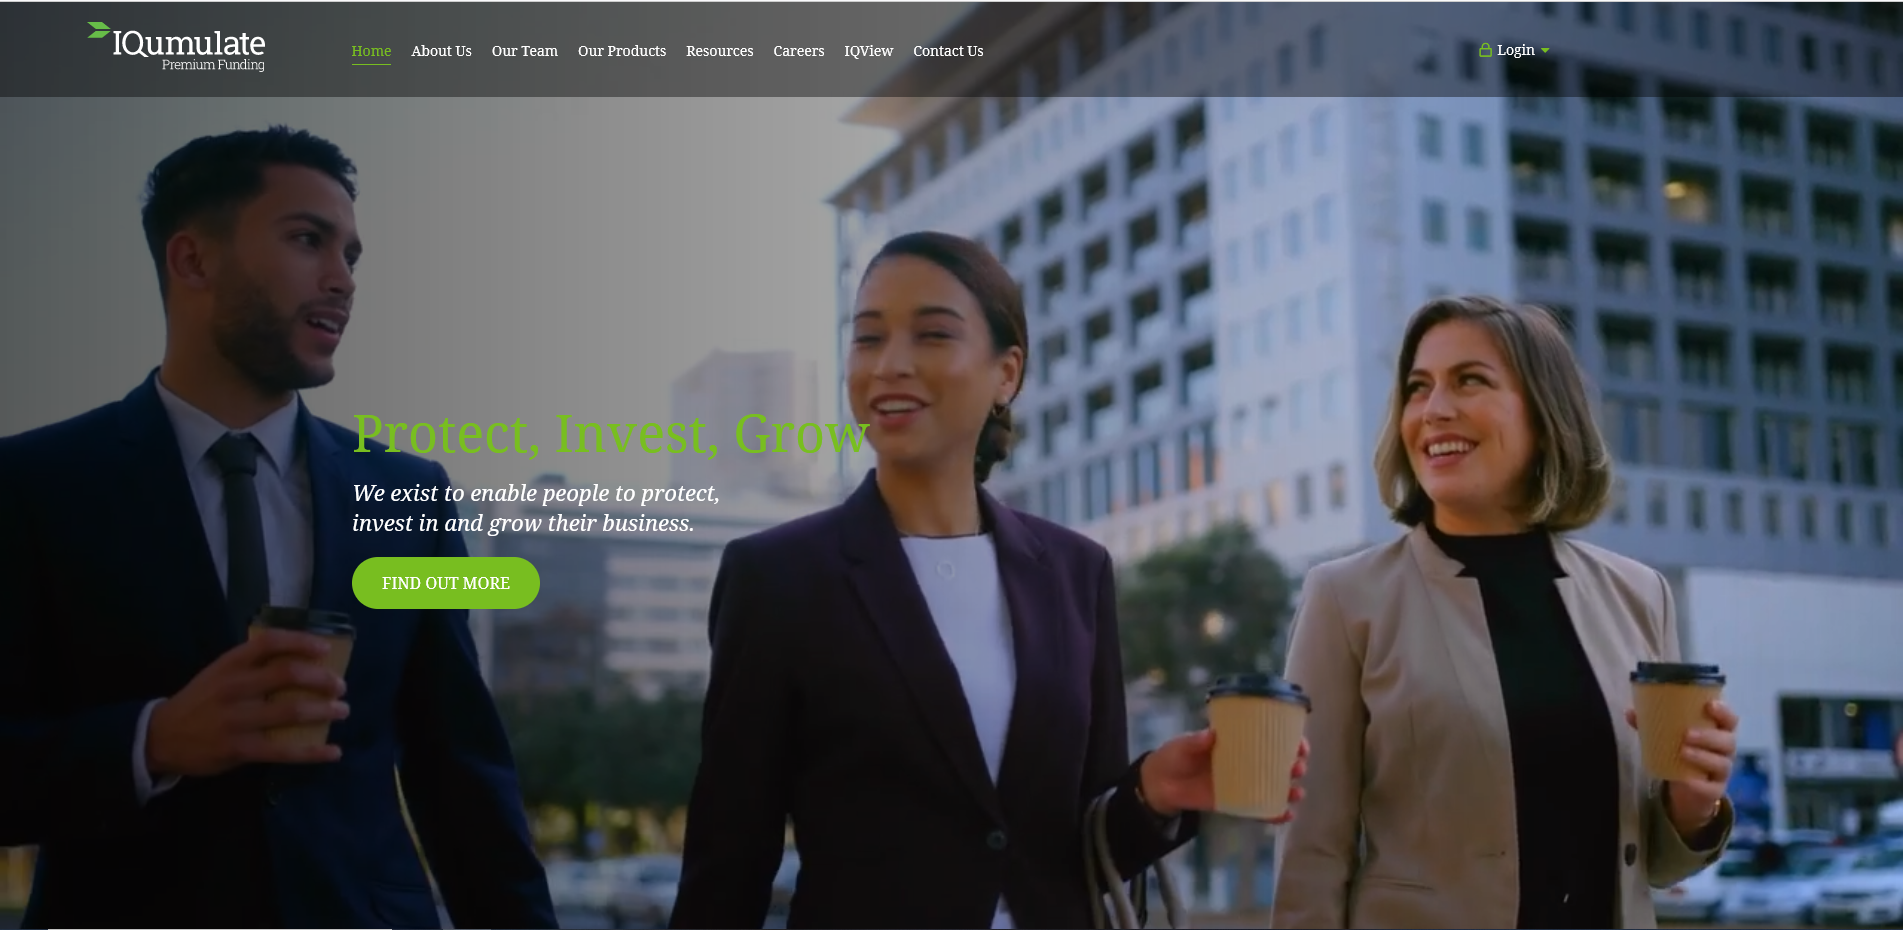 IQumulate
Premium Funding
Home About Us Our Team Our Products Resources Careers IQView Contact Us
Login
Protect, Invest, Grow
We exist to enable people to protect,
invest in and grow their business.
FIND OUT MORE